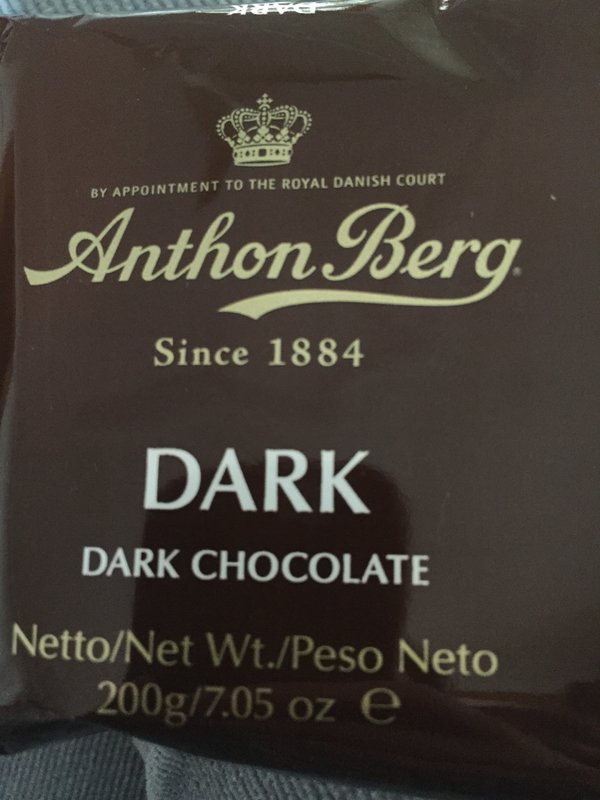 DARK
BY APPOINTMENT TO THE ROYAL DANISH COURT
Anthon Berg®
Since 1884
DARK
DARK CHOCOLATE
Netto/Net Wt./Peso Neto
200g/7.05 oz ℮